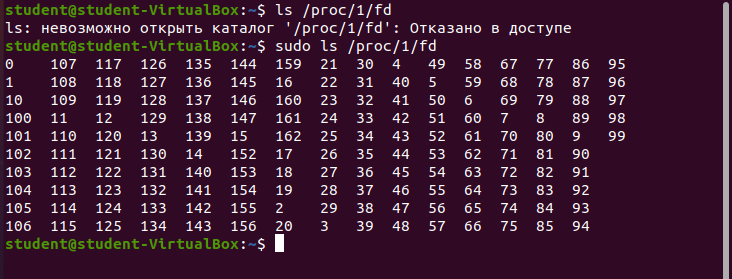 student@student-VirtualBox:~$ ls /proc/1/fd
ls: невозможно открыть каталог '/proc/1/fd': Отказано в доступе
student@student-VirtualBox:~$ sudo ls /proc/1/fd
0    107  117  126  135  144  159  21  30  4   49  58  67  77  86  95
1    108  118  127  136  145  16   22  31  40  5   59  68  78  87  96
10   109  119  128  137  146  160  23  32  41  50  6   69  79  88  97
100  11   12   129  138  147  161  24  33  42  51  60  7   8   89  98
101  110  120  13   139  15   162  25  34  43  52  61  70  80  9   99
102  111  121  130  14   152  17   26  35  44  53  62  71  81  90
103  112  122  131  140  153  18   27  36  45  54  63  72  82  91
104  113  123  132  141  154  19   28  37  46  55  64  73  83  92
105  114  124  133  142  155  2    29  38  47  56  65  74  84  93
106  115  125  134  143  156  20   3   39  48  57  66  75  85  94
student@student-VirtualBox:~$